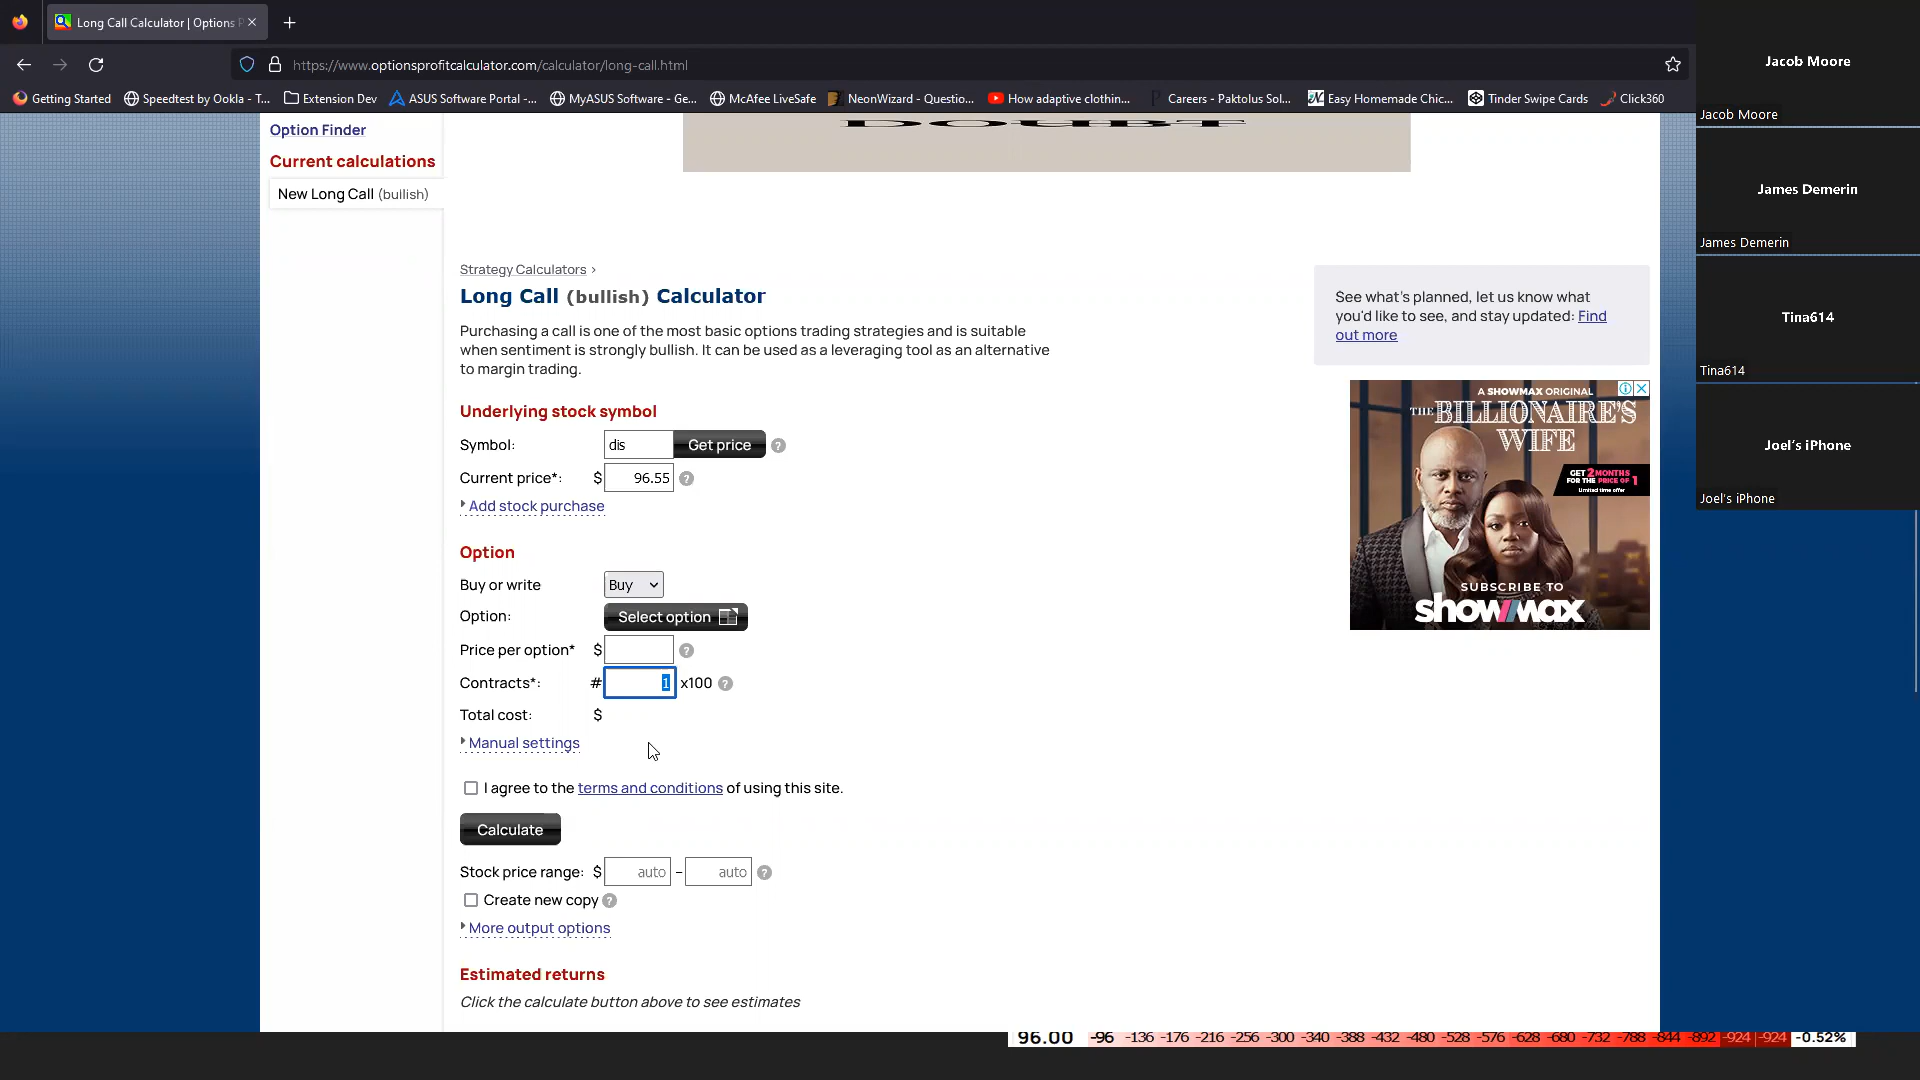 Long Call Calculator | Options P
https://www.optionsprofitcalculator.com/calculator/long-call.html
Getting Started
Speedtest by Ookla - T...
Extension Dev
ASUS Software Portal -...
MyASUS Software - Ge...
McAfee LiveSafe
NeonWizard - Questio...
How adaptive clothin...
Careers - Paktolus Sol...
Easy Homemade Chic...
Tinder Swipe Cards
Click360
Jacob Moore
Jacob Moore
James Demerin
James Demerin
Tina614
Tina614
Joel's iPhone
Joel's iPhone
DOUBT
Option Finder
Current calculations
New Long Call (bullish)
Strategy Calculators ›
Long Call (bullish) Calculator
Purchasing a call is one of the most basic options trading strategies and is suitable
when sentiment is strongly bullish. It can be used as a leveraging tool as an alternative
to margin trading.
See what's planned, let us know what
you'd like to see, and stay updated: Find
out more
Underlying stock symbol
Symbol: dis Get price ?
Current price*: $ 96.55 ?
Add stock purchase
Option
Buy or write Buy
Option: Select option
Price per option* $ ?
Contracts*: # 1 x100 ?
Total cost: $
Manual settings
I agree to the terms and conditions of using this site.
Calculate
Stock price range: $ auto – auto ?
Create new copy ?
More output options
Estimated returns
Click the calculate button above to see estimates
A SHOWMAX ORIGINAL
THE BILLIONAIRE'S
WIFE
GET 2 MONTHS
FOR THE PRICE OF 1
Limited time offer
SUBSCRIBE TO
showmax
96.00 -96 -136 -176 -216 -256 -300 -340 -388 -432 -480 -528 -576 -628 -680 -732 -788 -844 -892 -924 -924 -0.52%